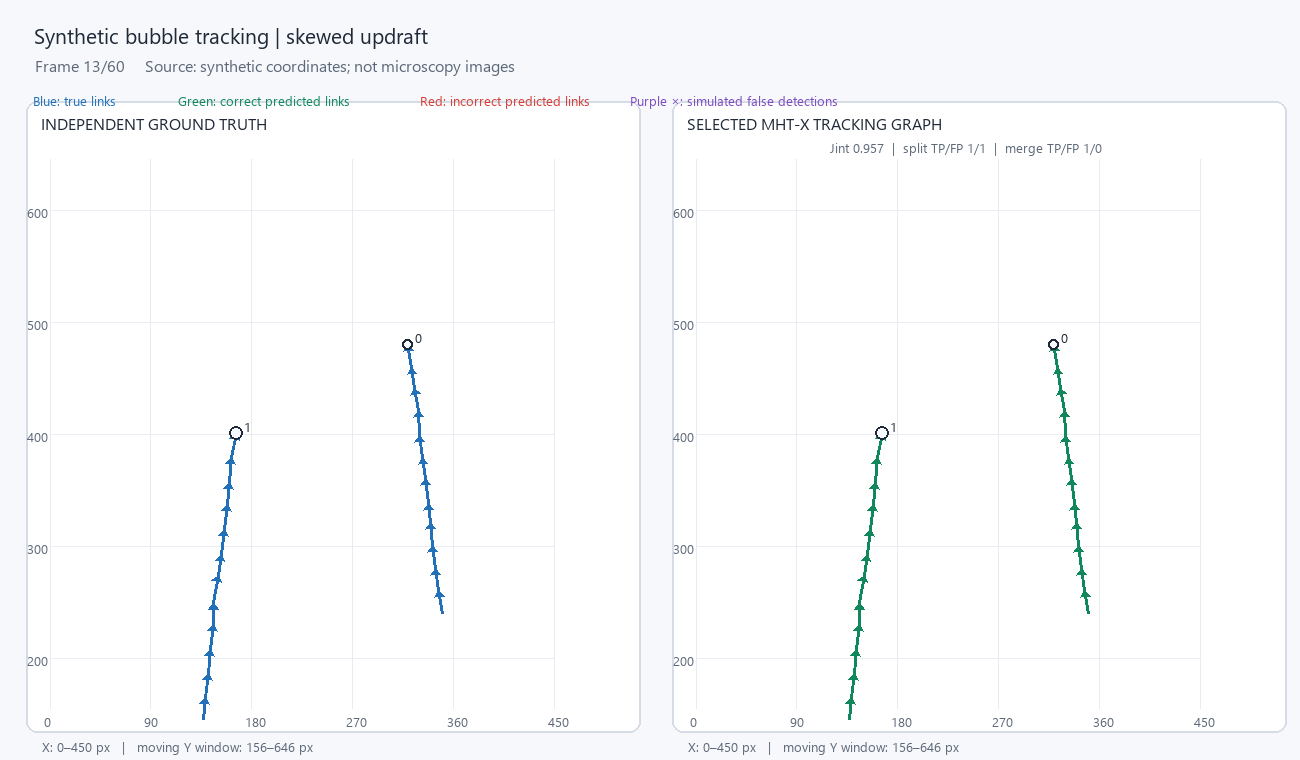 Synthetic bubble tracking | skewed updraft
Frame 13/60 Source: synthetic coordinates; not microscopy images
Blue: true links Green: correct predicted links Red: incorrect predicted links Purple ×: simulated false detections
INDEPENDENT GROUND TRUTH
600
500
400
300
200
0
1
0 90 180 270 360 450
X: 0–450 px | moving Y window: 156–646 px
SELECTED MHT-X TRACKING GRAPH
Jint 0.957 | split TP/FP 1/1 | merge TP/FP 1/0
600
500
400
300
200
0
1
0 90 180 270 360 450
X: 0–450 px | moving Y window: 156–646 px